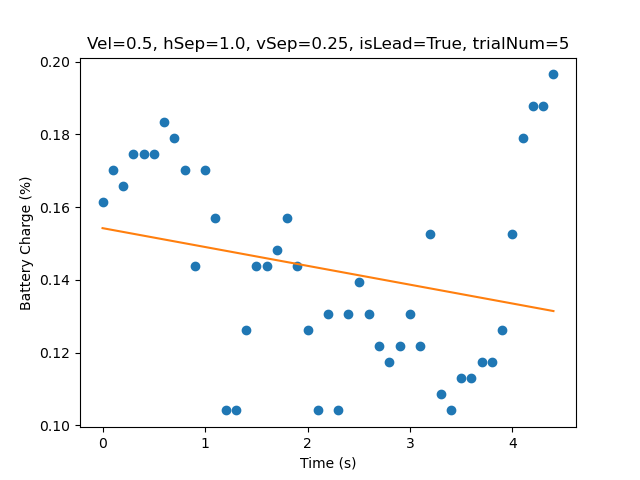 Vel=0.5, hSep=1.0, vSep=0.25, isLead=True, trialNum=5
0.20
0.18
0.16
0.14
0.12
0.10
Battery Charge (%)
0 1 2 3 4
Time (s)